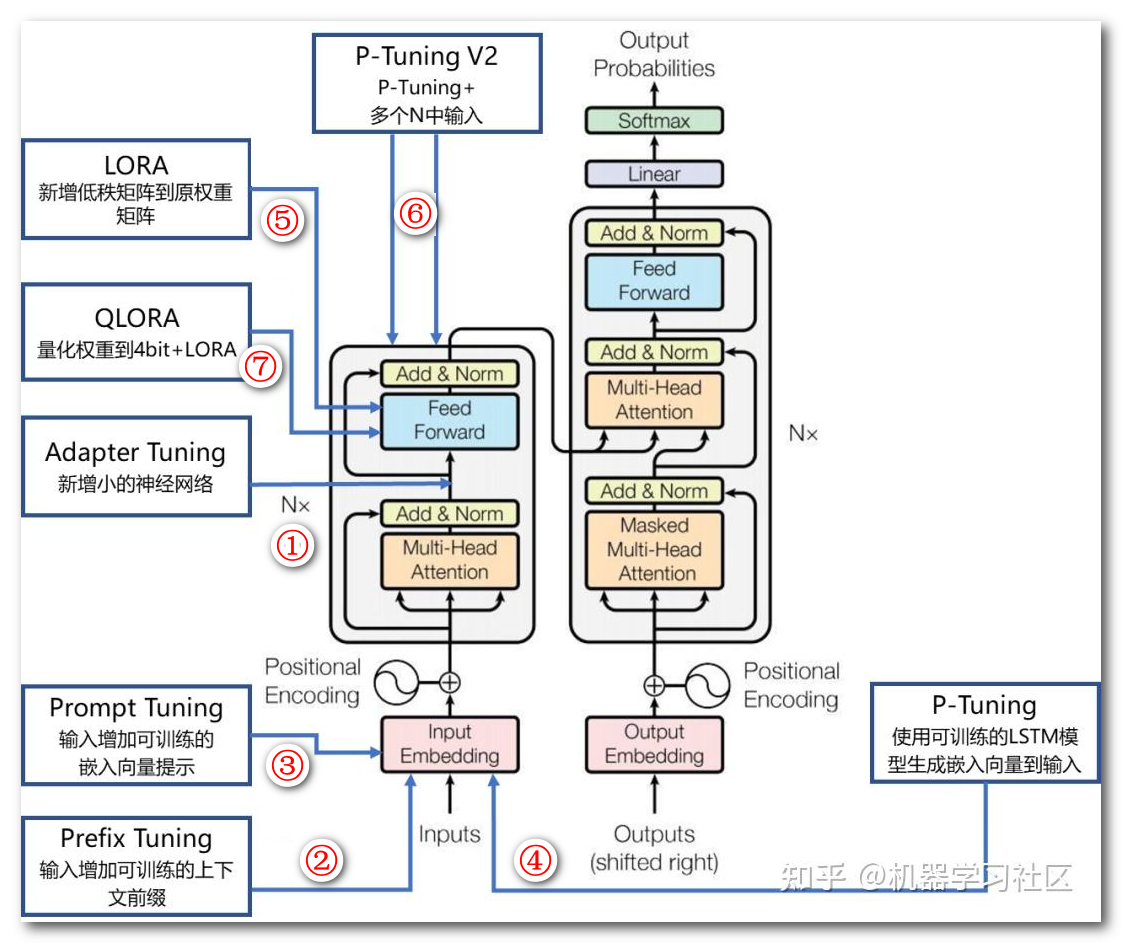 P-Tuning V2
P-Tuning+
多个N中输入
LORA
新增低秩矩阵到原权重
矩阵
⑤
⑥
QLORA
量化权重到4bit+LORA
⑦
Adapter Tuning
新增小的神经网络
N×
①
Add & Norm
Feed
Forward
Add & Norm
Multi-Head
Attention
Positional
Encoding
Input
Embedding
Inputs
Prompt Tuning
输入增加可训练的
嵌入向量提示
③
Prefix Tuning
输入增加可训练的上下
文前缀
②
④
Output
Probabilities
Softmax
Linear
Add & Norm
Feed
Forward
Add & Norm
Multi-Head
Attention
N×
Add & Norm
Masked
Multi-Head
Attention
Positional
Encoding
Output
Embedding
Outputs
(shifted right)
P-Tuning
使用可训练的LSTM模
型生成嵌入向量到输入
知乎 @机器学习社区